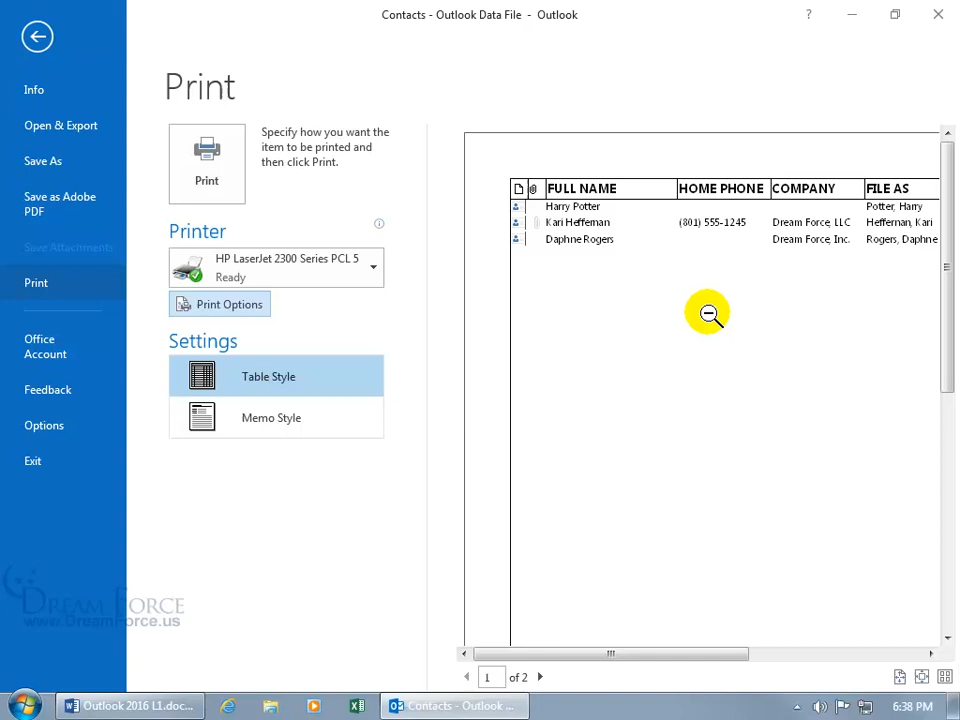 Contacts - Outlook Data File - Outlook
?
Info
Open & Export
Save As
Save as Adobe
PDF
Save Attachments
Print
Office
Account
Feedback
Options
Exit
Print
Print
Specify how you want the
item to be printed and
then click Print.
Printer
HP LaserJet 2300 Series PCL 5
Ready
Print Options
Settings
Table Style
Memo Style
FULL NAME HOME PHONE COMPANY FILE AS
Harry Potter Potter, Harry
Kari Heffernan (801) 555-1245 Dream Force, LLC Heffernan, Kari
Daphne Rogers Dream Force, Inc. Rogers, Daphne
1 of 2
DREAM FORCE
www.DreamForce.us
Outlook 2016 L1.doc...
Contacts - Outlook ...
6:38 PM